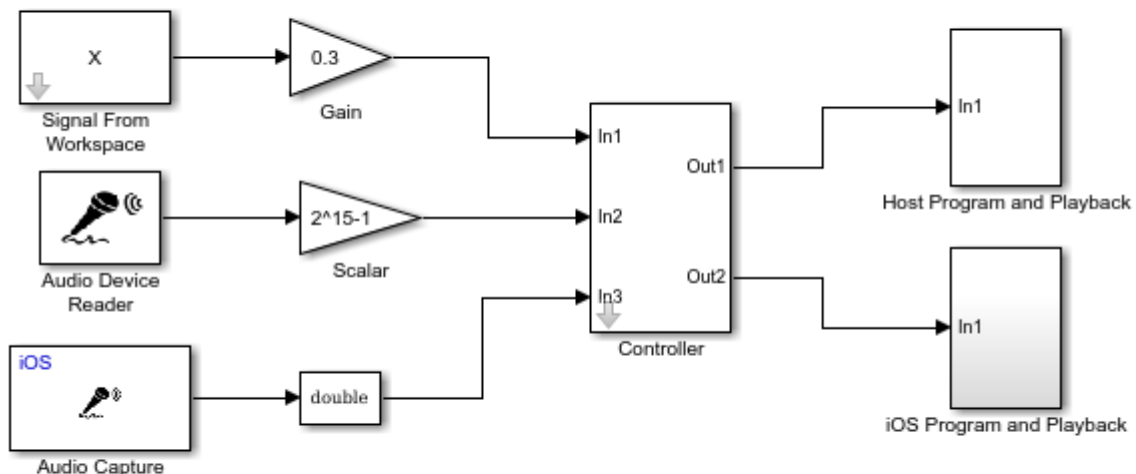 X
Signal From
Workspace
0.3
Gain
Audio Device
Reader
2^15-1
Scalar
iOS
Audio Capture
double
In1
In2
In3
Out1
Out2
Controller
In1
Host Program and Playback
In1
iOS Program and Playback